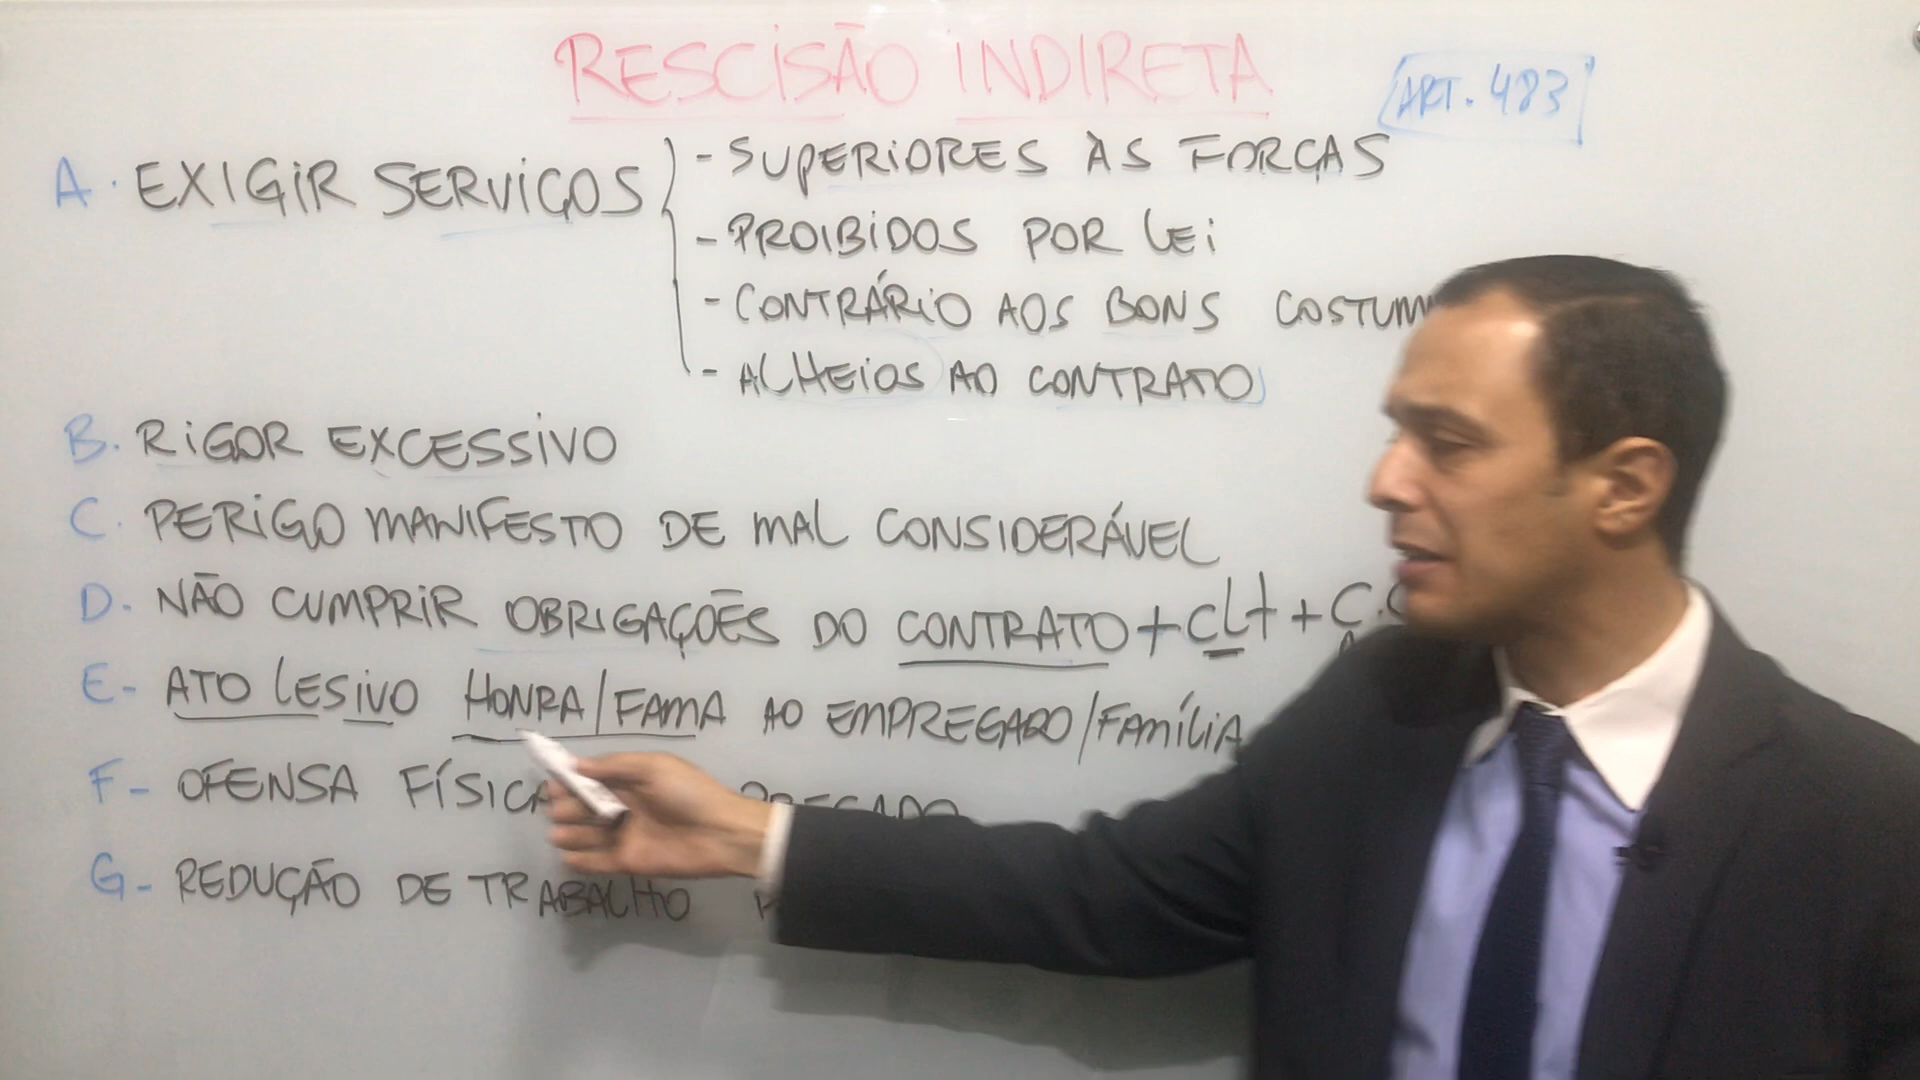 RESCISÃO INDIRETA
ART. 483
A. EXIGIR SERVIÇOS
- SUPERIORES ÀS FORÇAS
- PROIBIDOS POR LEI
- CONTRÁRIO AOS BONS
- ALHEIOS AO CONTRATO
B. RIGOR EXCESSIVO
C. PERIGO MANIFESTO DE MAL CONSIDERÁVEL
D. NÃO CUMPRIR OBRIGAÇÕES DO CONTRATO + CLT +
E- ATO LESIVO HONRA/FAMA AO EMPREGADO/FAMÍLIA
F- OFENSA FÍSICA
G- REDUÇÃO DE TRABALHO